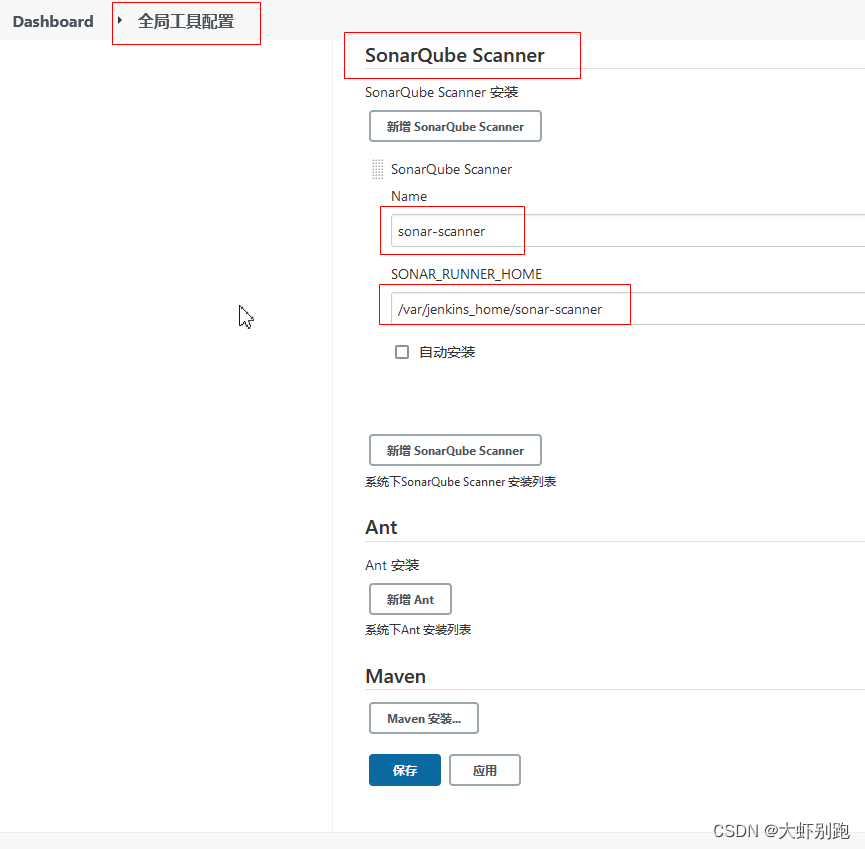 Dashboard 全局工具配置
SonarQube Scanner
SonarQube Scanner 安装
新增 SonarQube Scanner
SonarQube Scanner
Name
sonar-scanner
SONAR_RUNNER_HOME
/var/jenkins_home/sonar-scanner
自动安装
新增 SonarQube Scanner
系统下SonarQube Scanner 安装列表
Ant
Ant 安装
新增 Ant
系统下Ant 安装列表
Maven
Maven 安装...
保存 应用
CSDN @大虾别跑